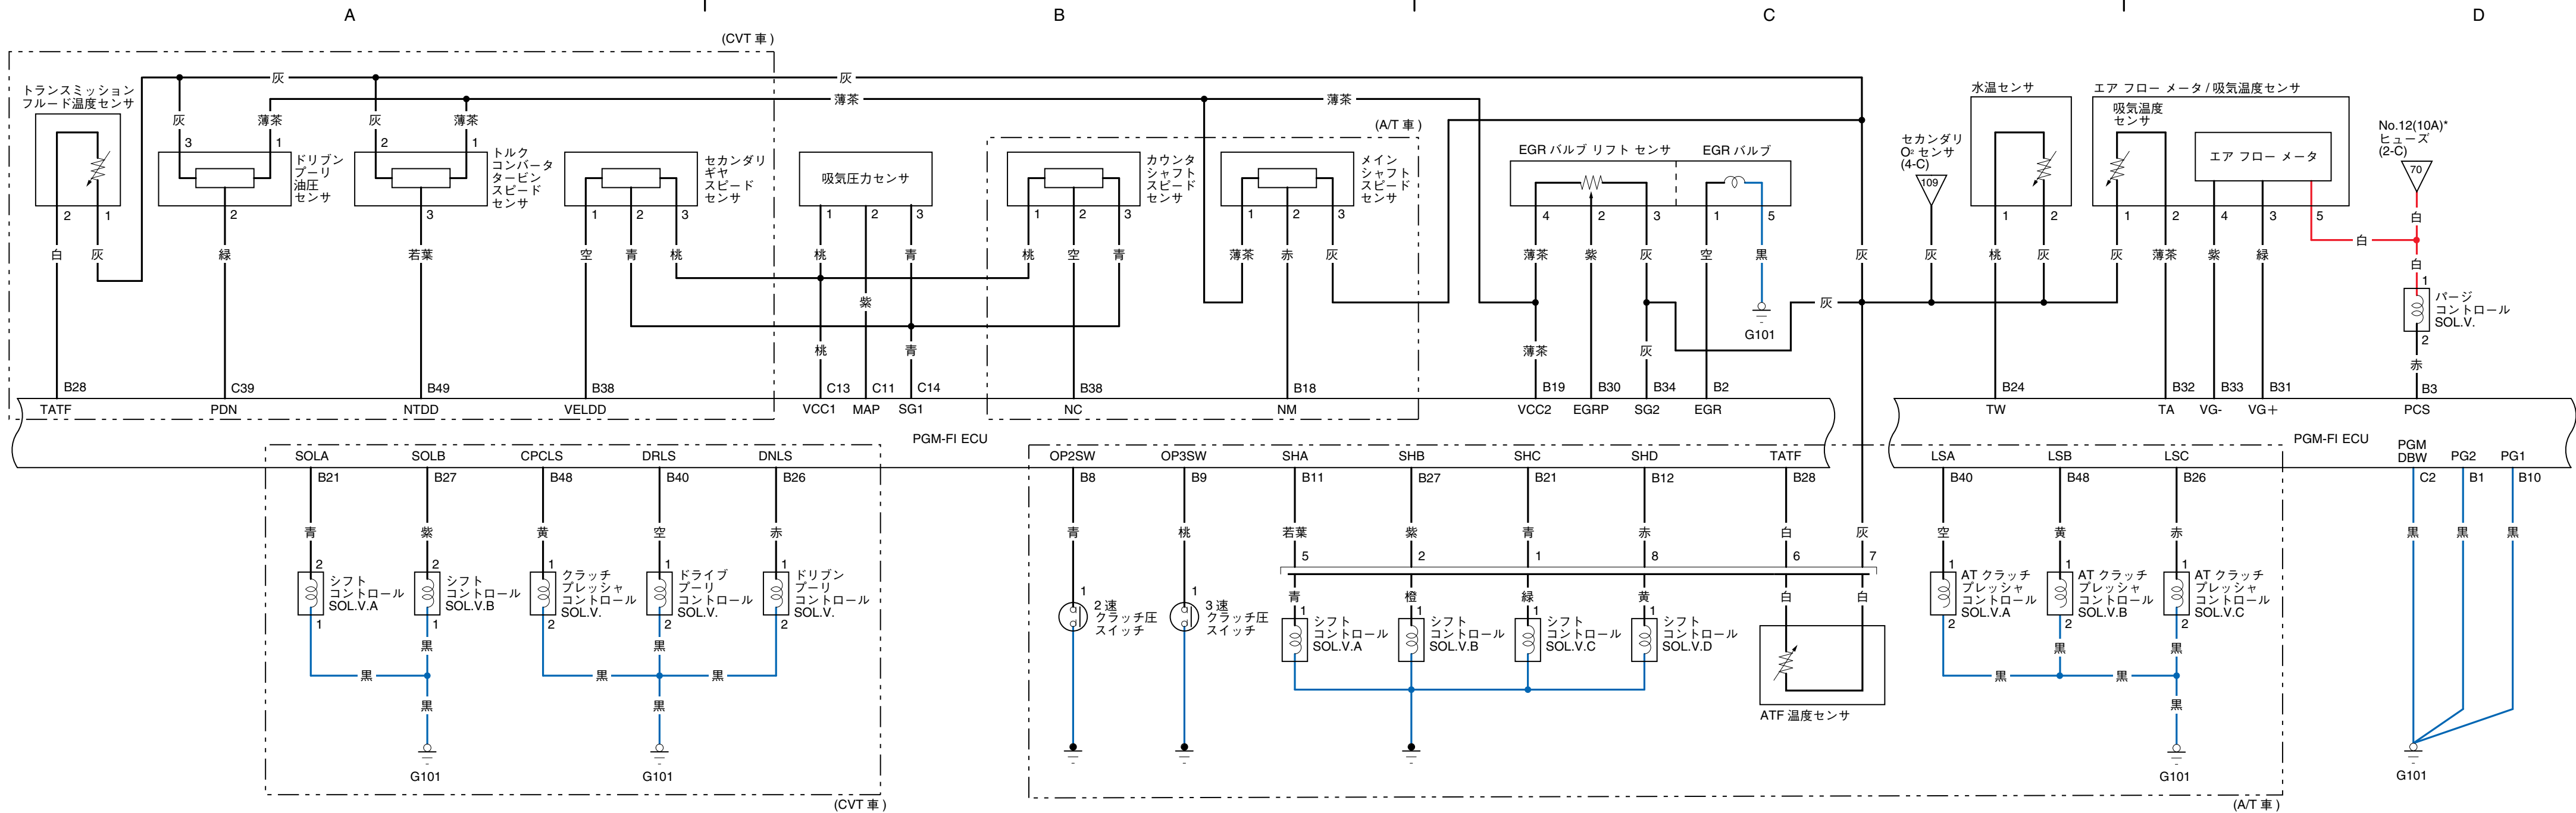 A
B
C
D
(CVT 車)
灰
灰
トランスミッション
フルード温度センサ
薄茶
薄茶
(A/T 車)
灰
薄茶
灰
薄茶
3
1
2
1
ドリブン
プーリ
油圧
センサ
トルク
コンバータ
タービン
スピード
センサ
セカンダリ
ギヤ
スピード
センサ
吸気圧力センサ
カウンタ
シャフト
スピード
センサ
メイン
シャフト
スピード
センサ
EGR バルブ リフト センサ
EGR バルブ
セカンダリ
O² センサ
(4-C)
109
水温センサ
エア フロー メータ / 吸気温度センサ
吸気温度
センサ
エア フロー メータ
No.12(10A)*
ヒューズ
(2-C)
70
2
1
2
3
1
2
3
1
2
3
1
2
3
1
2
3
4
2
3
1
5
1
2
1
2
4
3
5
白
白
白
灰
緑
若葉
空
青
桃
桃
青
桃
空
青
薄茶
赤
灰
薄茶
紫
灰
空
黒
灰
灰
桃
灰
灰
薄茶
紫
緑
白
紫
灰
G101
1
パージ
コントロール
SOL.V.
2
桃
青
薄茶
灰
赤
B28
C39
B49
B38
C13
C11
C14
B38
B18
B19
B30
B34
B2
B24
B32
B33
B31
B3
TATF
PDN
NTDD
VELDD
VCC1
MAP
SG1
NC
NM
VCC2
EGRP
SG2
EGR
TW
TA
VG-
VG+
PCS
PGM-FI ECU
PGM-FI ECU
SOLA
SOLB
CPCLS
DRLS
DNLS
OP2SW
OP3SW
SHA
SHB
SHC
SHD
TATF
LSA
LSB
LSC
PGM
DBW
PG2
PG1
B21
B27
B48
B40
B26
B8
B9
B11
B27
B21
B12
B28
B40
B48
B26
C2
B1
B10
青
紫
黄
空
赤
青
桃
若葉
紫
青
赤
白
灰
空
黄
赤
黒
黒
黒
5
2
1
8
6
7
2
シフト
コントロール
SOL.V.A
1
2
シフト
コントロール
SOL.V.B
1
1
クラッチ
プレッシャ
コントロール
SOL.V.
2
1
ドライブ
プーリ
コントロール
SOL.V.
2
1
ドリブン
プーリ
コントロール
SOL.V.
2
1
2 速
クラッチ圧
スイッチ
1
3 速
クラッチ圧
スイッチ
青
橙
緑
黄
白
白
1
シフト
コントロール
SOL.V.A
1
シフト
コントロール
SOL.V.B
1
シフト
コントロール
SOL.V.C
1
シフト
コントロール
SOL.V.D
1
AT クラッチ
プレッシャ
コントロール
SOL.V.A
2
1
AT クラッチ
プレッシャ
コントロール
SOL.V.B
2
1
AT クラッチ
プレッシャ
コントロール
SOL.V.C
2
黒
黒
黒
黒
黒
黒
黒
黒
黒
黒
黒
黒
黒
ATF 温度センサ
G101
G101
G101
G101
(CVT 車)
(A/T 車)